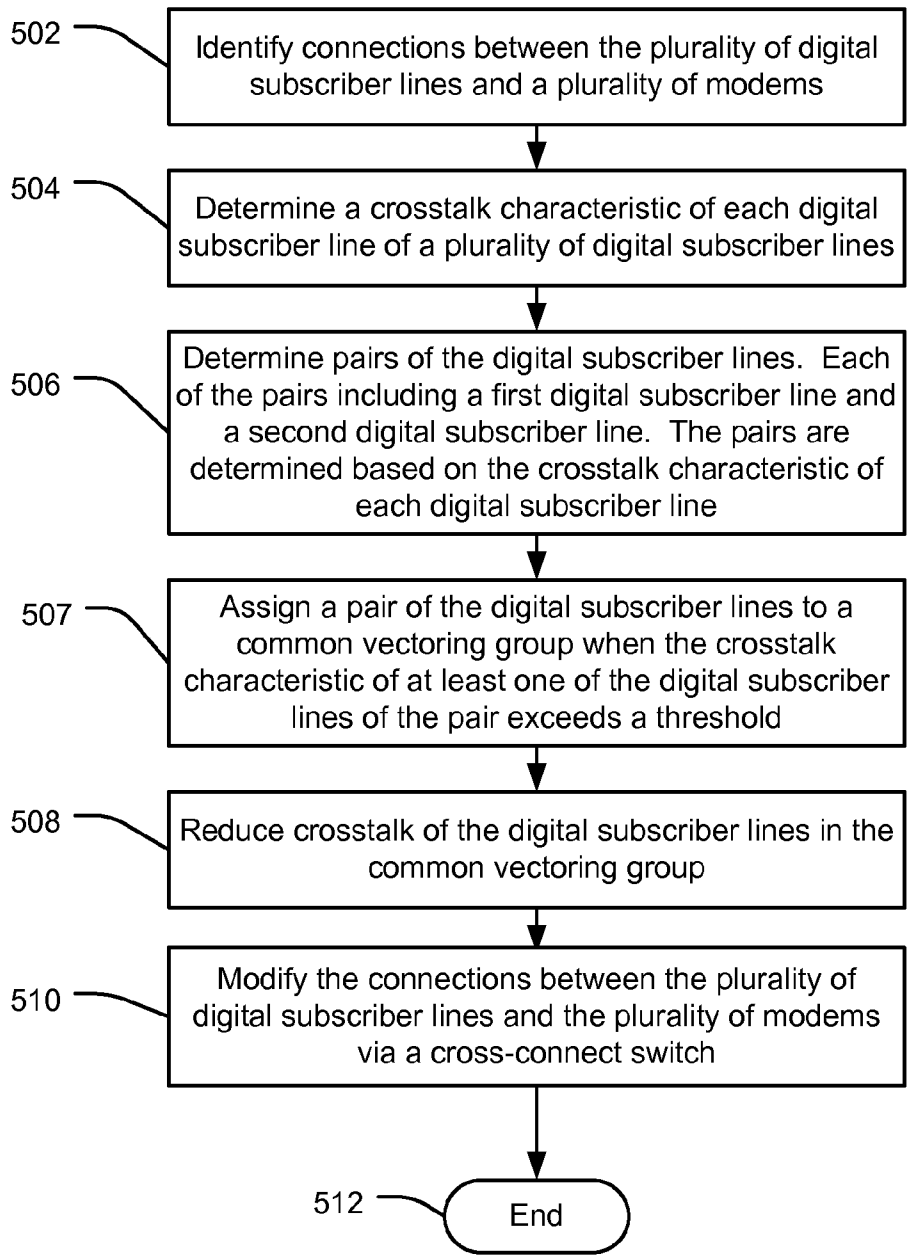 502
Identify connections between the plurality of digital
subscriber lines and a plurality of modems
504
Determine a crosstalk characteristic of each digital
subscriber line of a plurality of digital subscriber lines
506
Determine pairs of the digital subscriber lines. Each
of the pairs including a first digital subscriber line and
a second digital subscriber line. The pairs are
determined based on the crosstalk characteristic of
each digital subscriber line
507
Assign a pair of the digital subscriber lines to a
common vectoring group when the crosstalk
characteristic of at least one of the digital subscriber
lines of the pair exceeds a threshold
508
Reduce crosstalk of the digital subscriber lines in the
common vectoring group
510
Modify the connections between the plurality of
digital subscriber lines and the plurality of modems
via a cross-connect switch
512
End